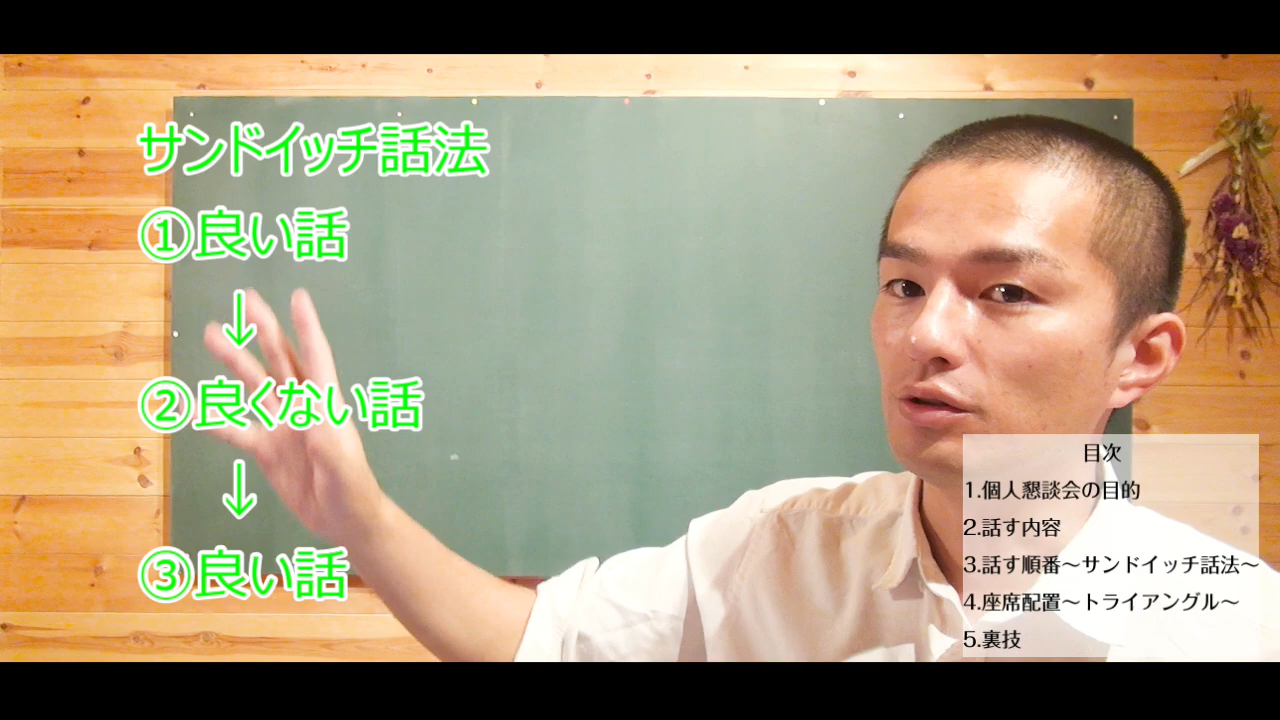 サンドイッチ話法
①良い話
↓
②良くない話
↓
③良い話
目次
1.個人懇談会の目的
2.話す内容
3.話す順番～サンドイッチ話法～
4.座席配置～トライアングル～
5.裏技